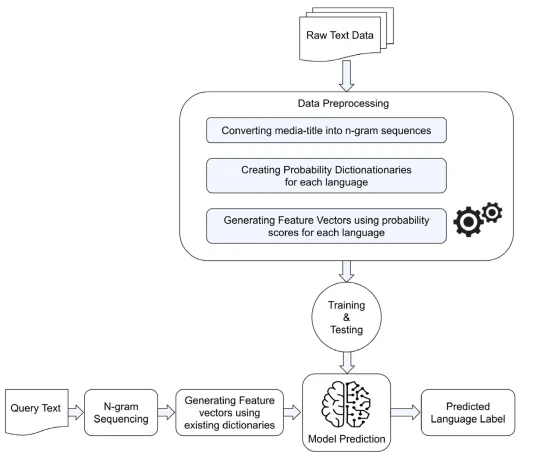 Raw Text Data
Data Preprocessing
Converting media-title into n-gram sequences
Creating Probability Dictionationaries
for each language
Generating Feature Vectors using probability
scores for each language
Training
&
Testing
Query Text
N-gram
Sequencing
Generating Feature
vectors using
existing dictionaries
Model Prediction
Predicted
Language Label